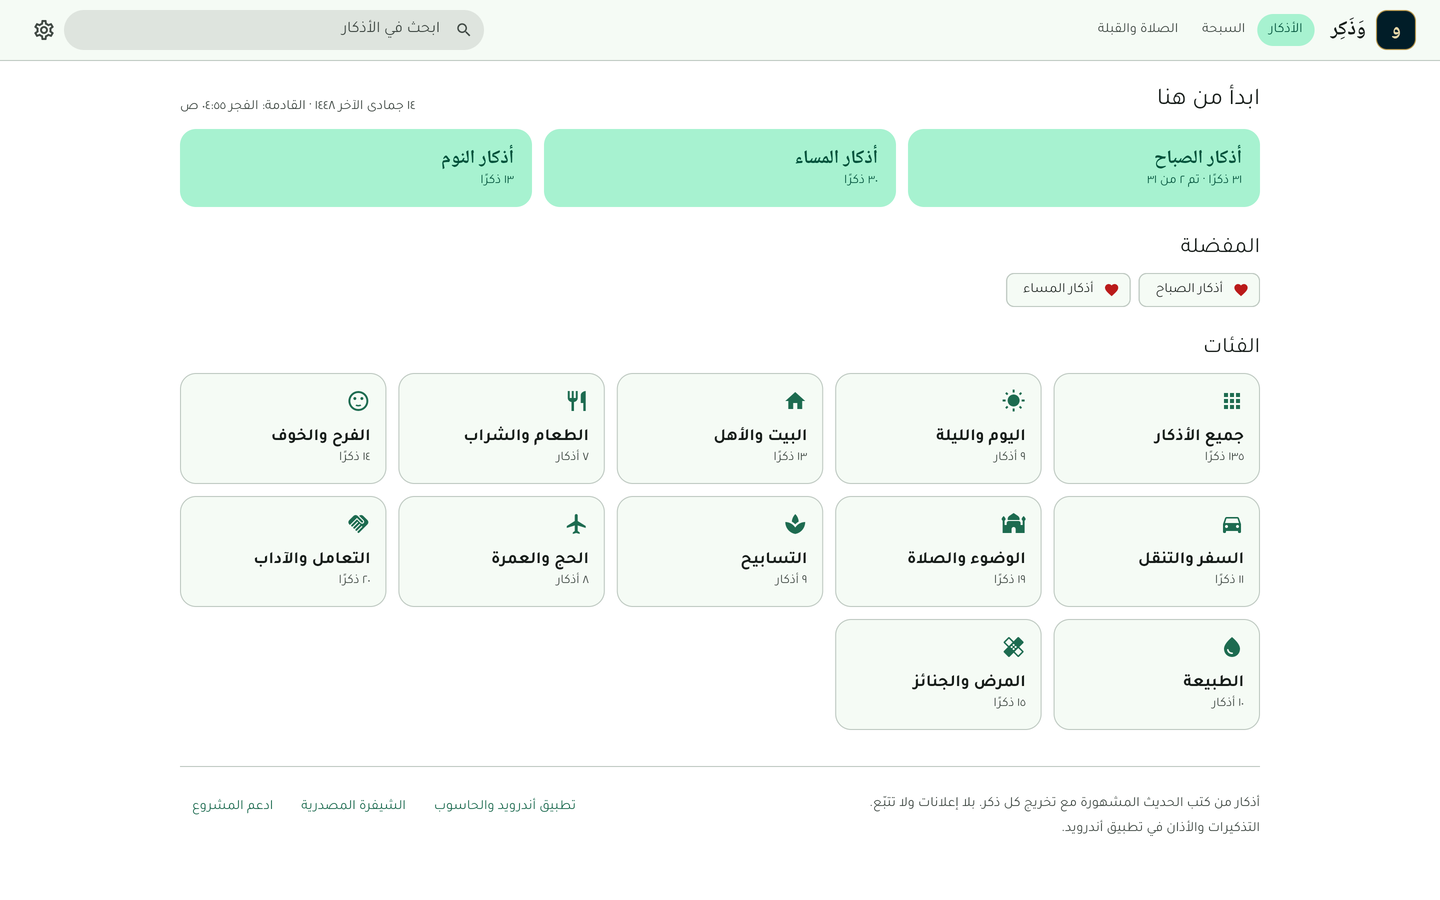 و
وَذَكِر
الأذكار
السبحة
الصلاة والقبلة
ابحث في الأذكار
ابدأ من هنا
١٤ جمادى الآخر ١٤٤٨ · القادمة: الفجر ٠٤:٥٥ ص
أذكار الصباح
٣١ ذكرًا · تم ٢ من ٣١
أذكار المساء
٣٠ ذكرًا
أذكار النوم
١٣ ذكرًا
المفضلة
أذكار الصباح
أذكار المساء
الفئات
جميع الأذكار
١٣٥ ذكرًا
اليوم والليلة
٩ أذكار
البيت والأهل
١٣ ذكرًا
الطعام والشراب
٧ أذكار
الفرح والخوف
١٤ ذكرًا
السفر والتنقل
١١ ذكرًا
الوضوء والصلاة
١٩ ذكرًا
التسابيح
٩ أذكار
الحج والعمرة
٨ أذكار
التعامل والآداب
٢٠ ذكرًا
الطبيعة
١٠ أذكار
المرض والجنائز
١٥ ذكرًا
أذكار من كتب الحديث المشهورة مع تخريج كل ذكر. بلا إعلانات ولا تتبّع.
التذكيرات والأذان في تطبيق أندرويد.
تطبيق أندرويد والحاسوب
الشيفرة المصدرية
ادعم المشروع